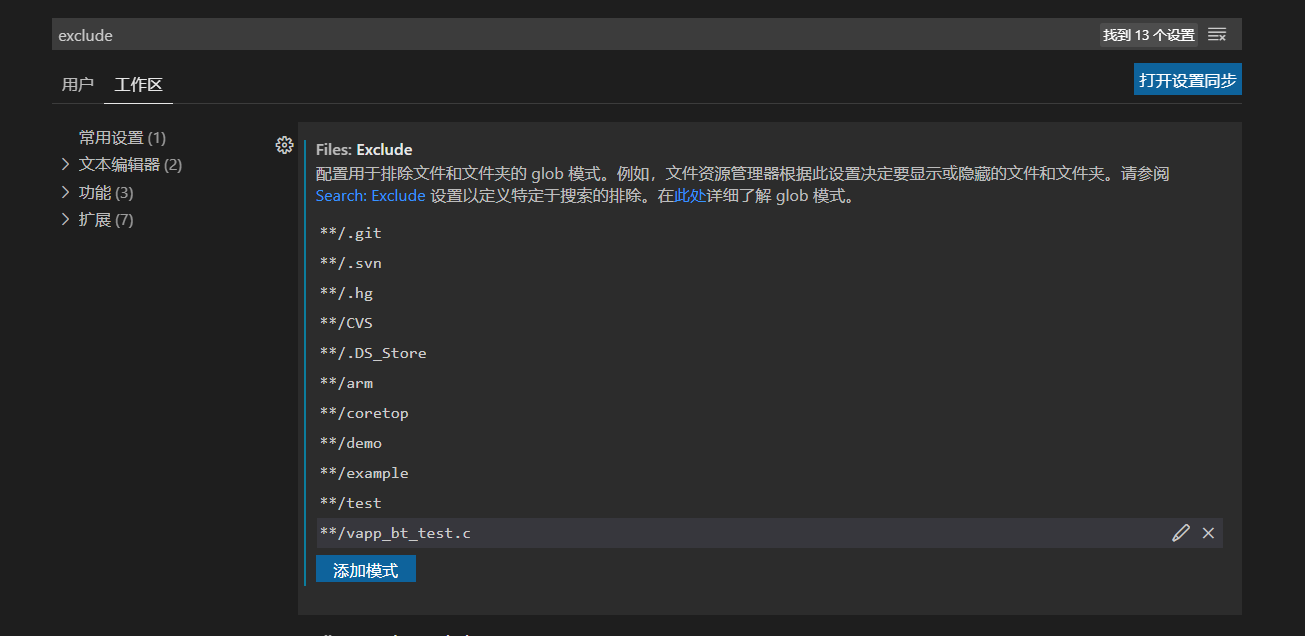 exclude
找到 13 个设置
用户 工作区
打开设置同步
常用设置 (1)
文本编辑器 (2)
功能 (3)
扩展 (7)
Files: Exclude
配置用于排除文件和文件夹的 glob 模式。例如，文件资源管理器根据此设置决定要显示或隐藏的文件和文件夹。请参阅
Search: Exclude 设置以定义特定于搜索的排除。在此处详细了解 glob 模式。
**/.git
**/.svn
**/.hg
**/CVS
**/.DS_Store
**/arm
**/coretop
**/demo
**/example
**/test
**/vapp_bt_test.c
添加模式